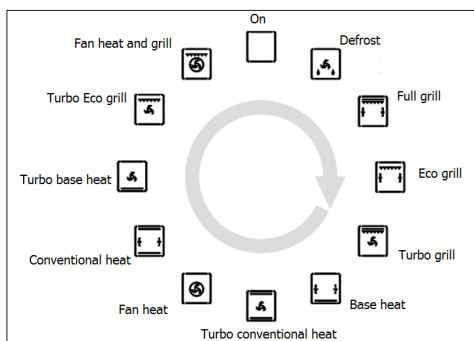 On
Fan heat and grill
Defrost
Turbo Eco grill
Full grill
Turbo base heat
Eco grill
Conventional heat
Turbo grill
Fan heat
Base heat
Turbo conventional heat